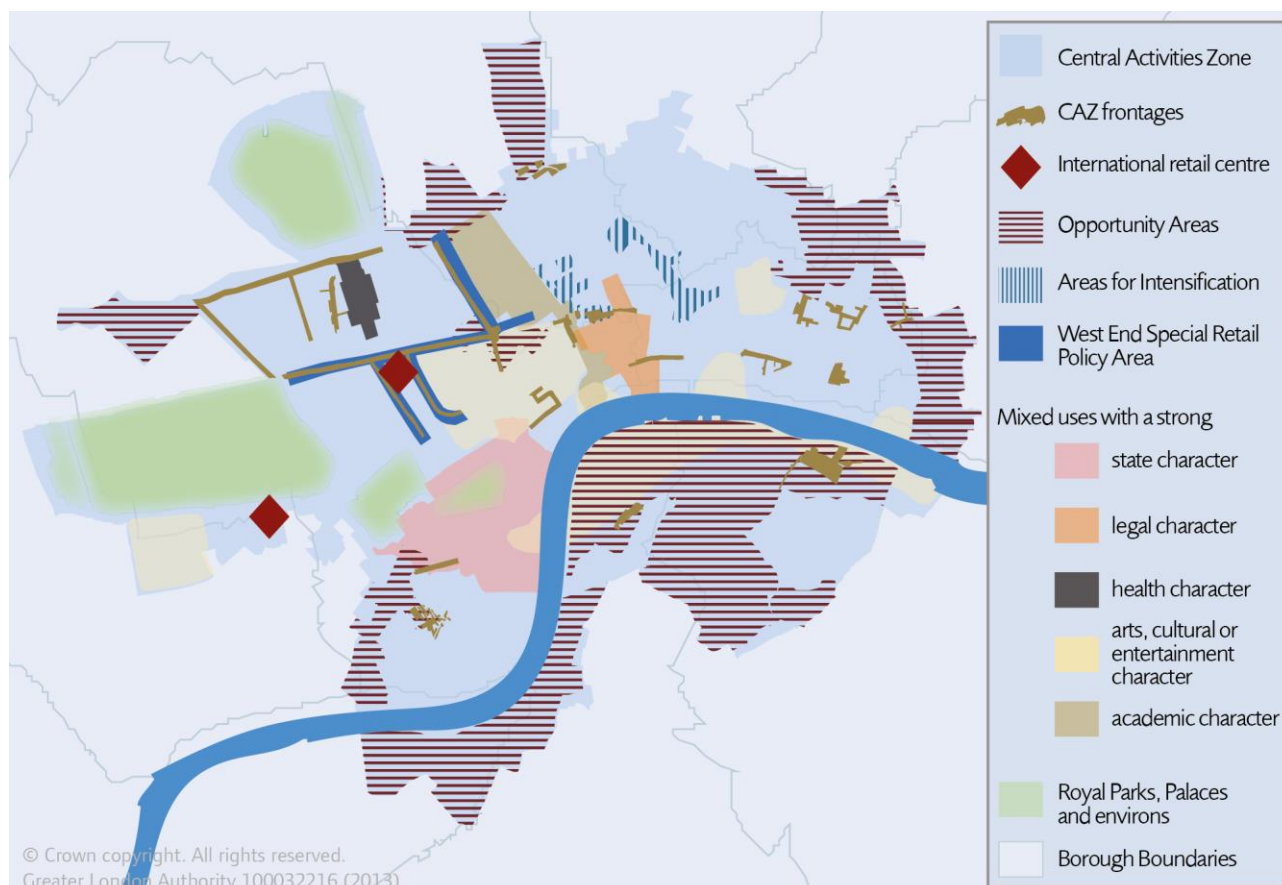 Central Activities Zone
CAZ frontages
International retail centre
Opportunity Areas
Areas for Intensification
West End Special Retail
Policy Area
Mixed uses with a strong
state character
legal character
health character
arts, cultural or
entertainment
character
academic character
Royal Parks, Palaces
and environs
Borough Boundaries
© Crown copyright. All rights reserved.
Greater London Authority 100032216 (2013)